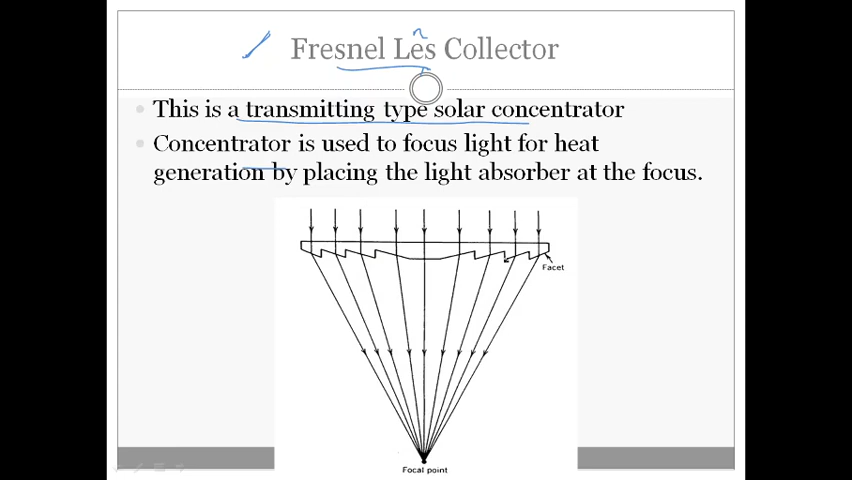 n
Fresnel Les Collector
This is a transmitting type solar concentrator
Concentrator is used to focus light for heat
generation by placing the light absorber at the focus.
Facet
Focal point